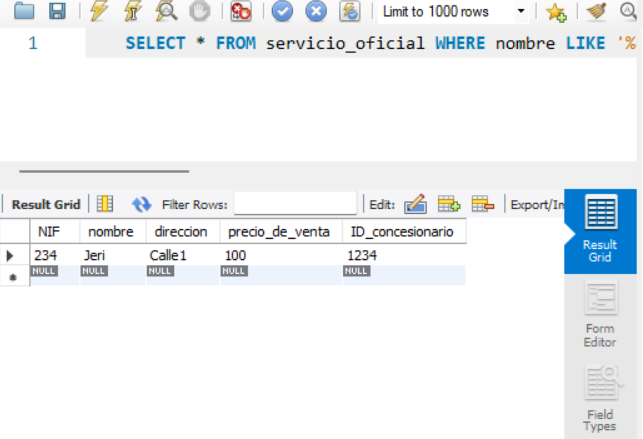 Limit to 1000 rows
1 SELECT * FROM servicio_oficial WHERE nombre LIKE '%
Result Grid Filter Rows: Edit: Export/Im
NIF nombre direccion precio_de_venta ID_concesionario
234 Jeri Calle1 100 1234
NULL NULL NULL NULL NULL
Result
Grid
Form
Editor
Field
Types